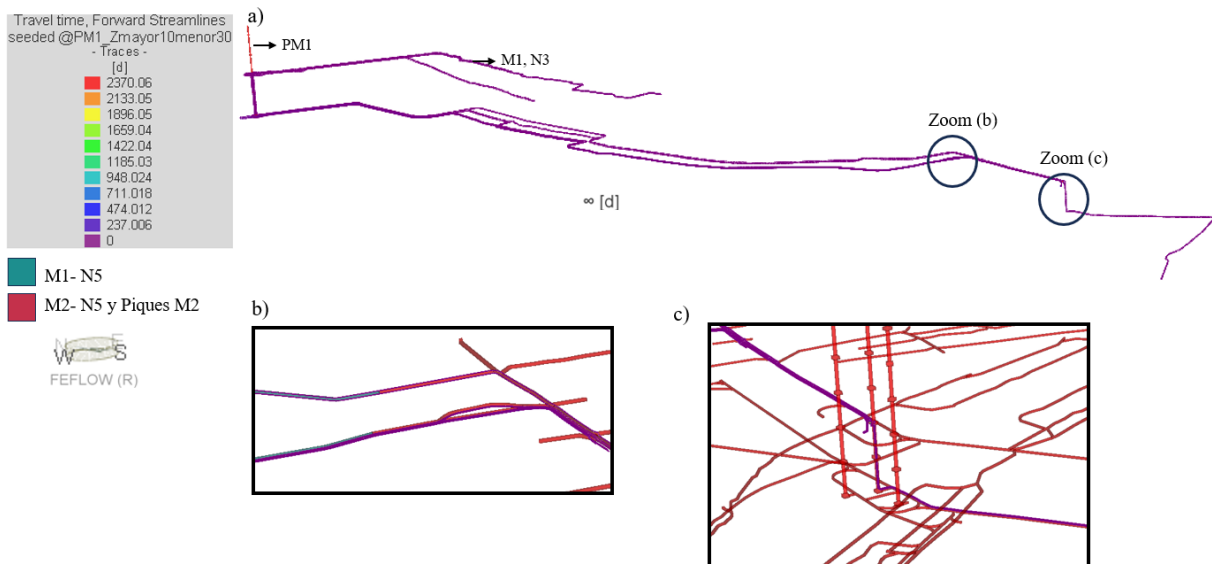 Travel time, Forward Streamlines
seeded @PM1_Zmayor10menor30
- Traces -
[d]
2370.06
2133.05
1896.05
1659.04
1422.04
1185.03
948.024
711.018
474.012
237.006
0
M1- N5
M2- N5 y Piques M2
N E
W S
FEFLOW (R)
a)
PM1
M1, N3
Zoom (b)
Zoom (c)
∞ [d]
b)
c)